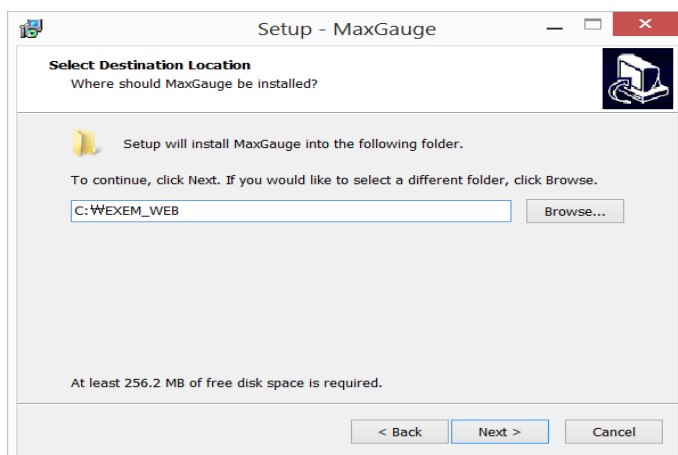 Setup - MaxGauge
Select Destination Location
Where should MaxGauge be installed?
Setup will install MaxGauge into the following folder.
To continue, click Next. If you would like to select a different folder, click Browse.
C:₩EXEM_WEB
Browse...
At least 256.2 MB of free disk space is required.
< Back
Next >
Cancel